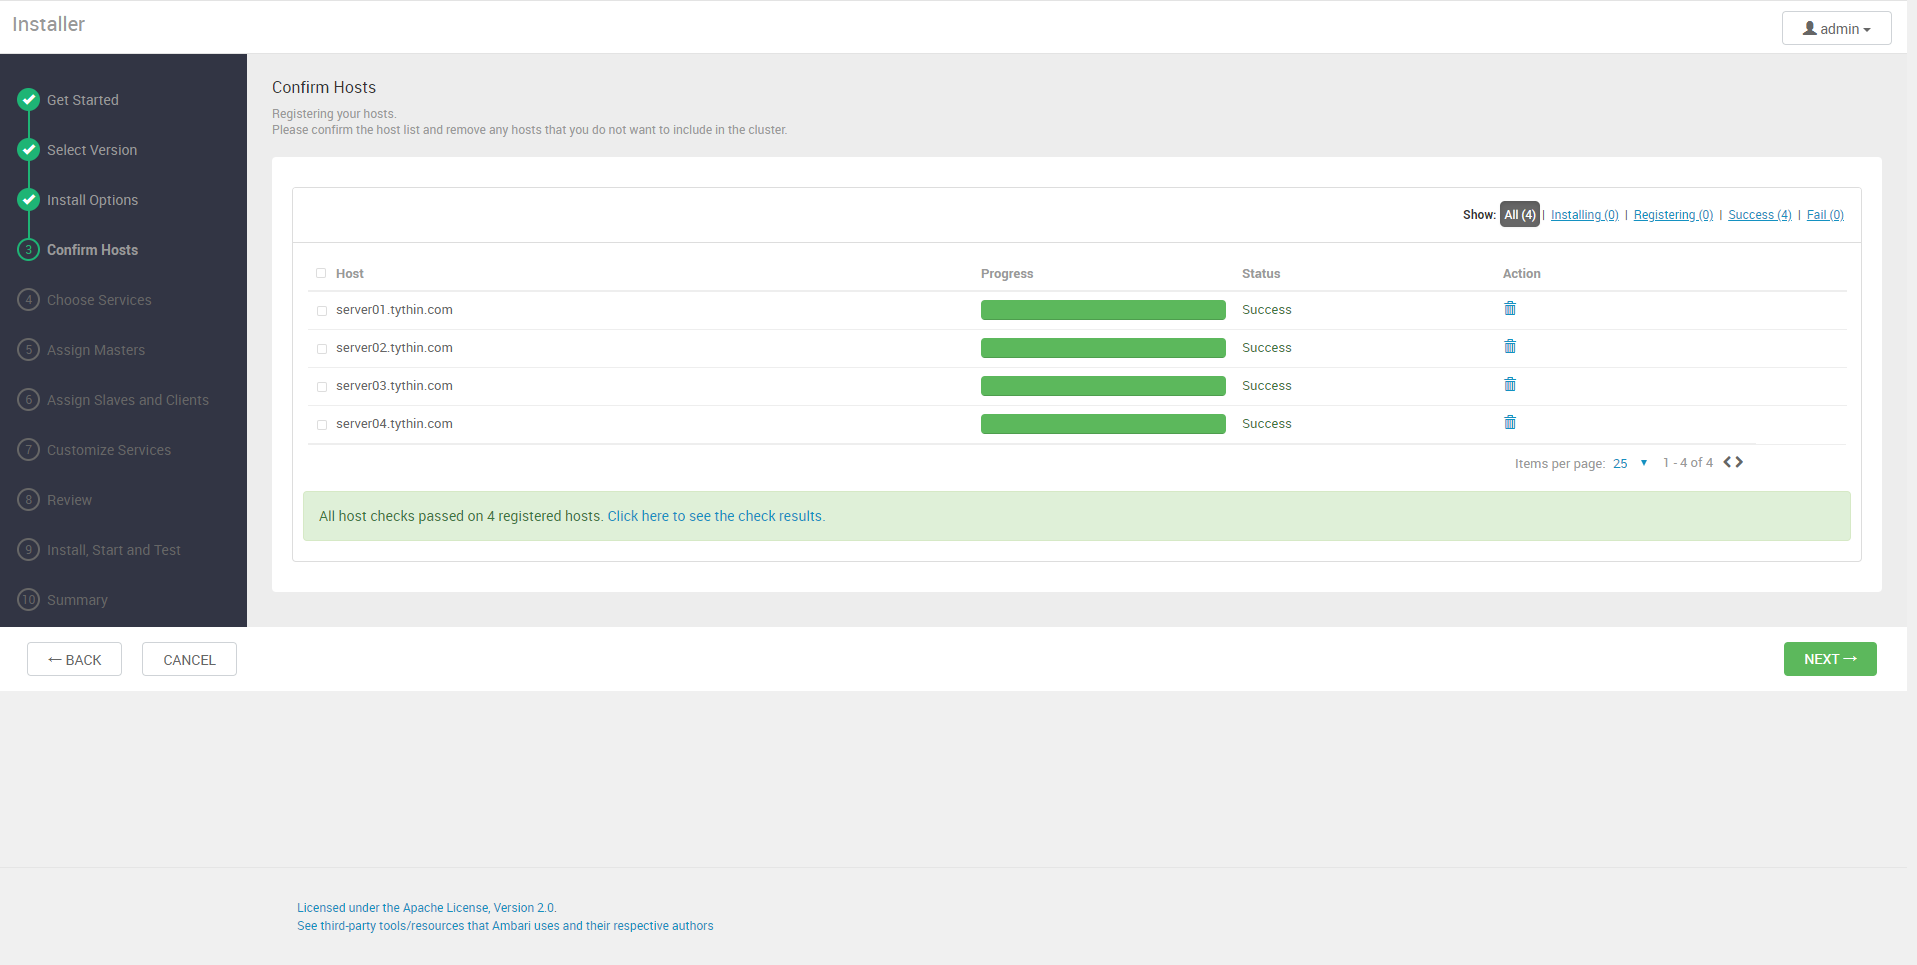 Installer
admin
Get Started
Select Version
Install Options
3 Confirm Hosts
4 Choose Services
5 Assign Masters
6 Assign Slaves and Clients
7 Customize Services
8 Review
9 Install, Start and Test
10 Summary
Confirm Hosts
Registering your hosts.
Please confirm the host list and remove any hosts that you do not want to include in the cluster.
Show: All (4) | Installing (0) | Registering (0) | Success (4) | Fail (0)
Host Progress Status Action
server01.tythin.com Success
server02.tythin.com Success
server03.tythin.com Success
server04.tythin.com Success
Items per page: 25 1 - 4 of 4
All host checks passed on 4 registered hosts. Click here to see the check results.
← BACK CANCEL NEXT →
Licensed under the Apache License, Version 2.0.
See third-party tools/resources that Ambari uses and their respective authors